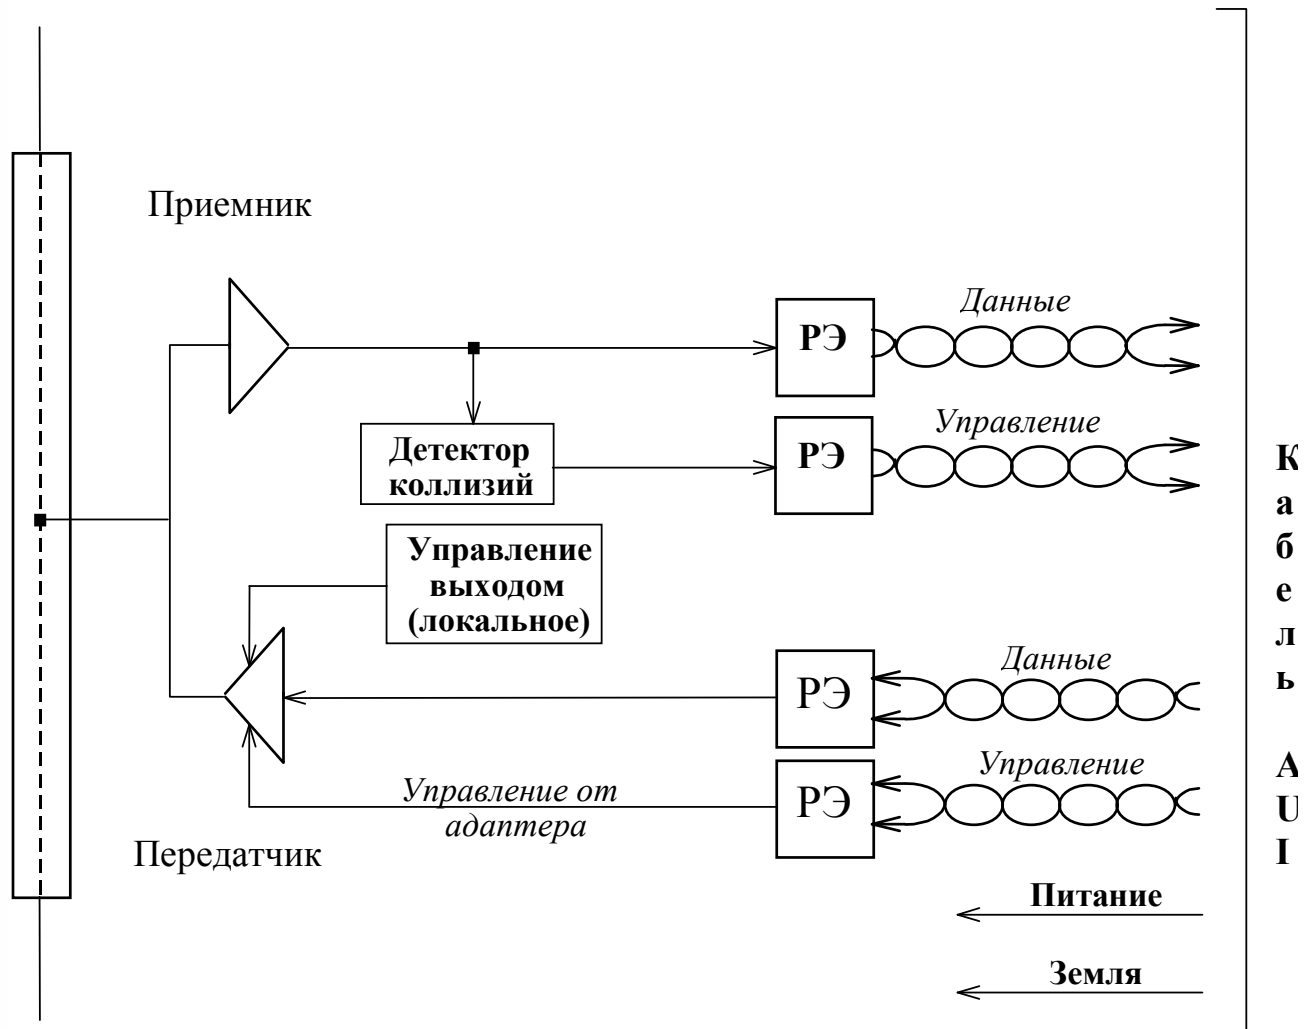 Приемник
Данные
РЭ
Управление
РЭ
Детектор
коллизий
Управление
выходом
(локальное)
Данные
РЭ
Управление
РЭ
Управление от
адаптера
Передатчик
Питание
Земля
К
а
б
е
л
ь
A
U
I